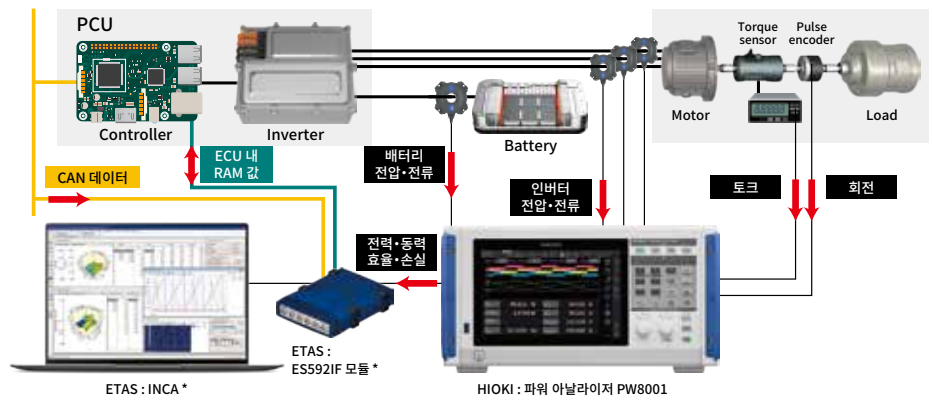 PCU
Controller
Inverter
Battery
Motor
Torque
sensor
Pulse
encoder
Load
ECU 내
RAM 값
CAN 데이터
배터리
전압•전류
인버터
전압•전류
토크
회전
전력•동력
효율•손실
ETAS :
ES592IF 모듈 *
ETAS : INCA *
HIOKI : 파워 아날라이저 PW8001